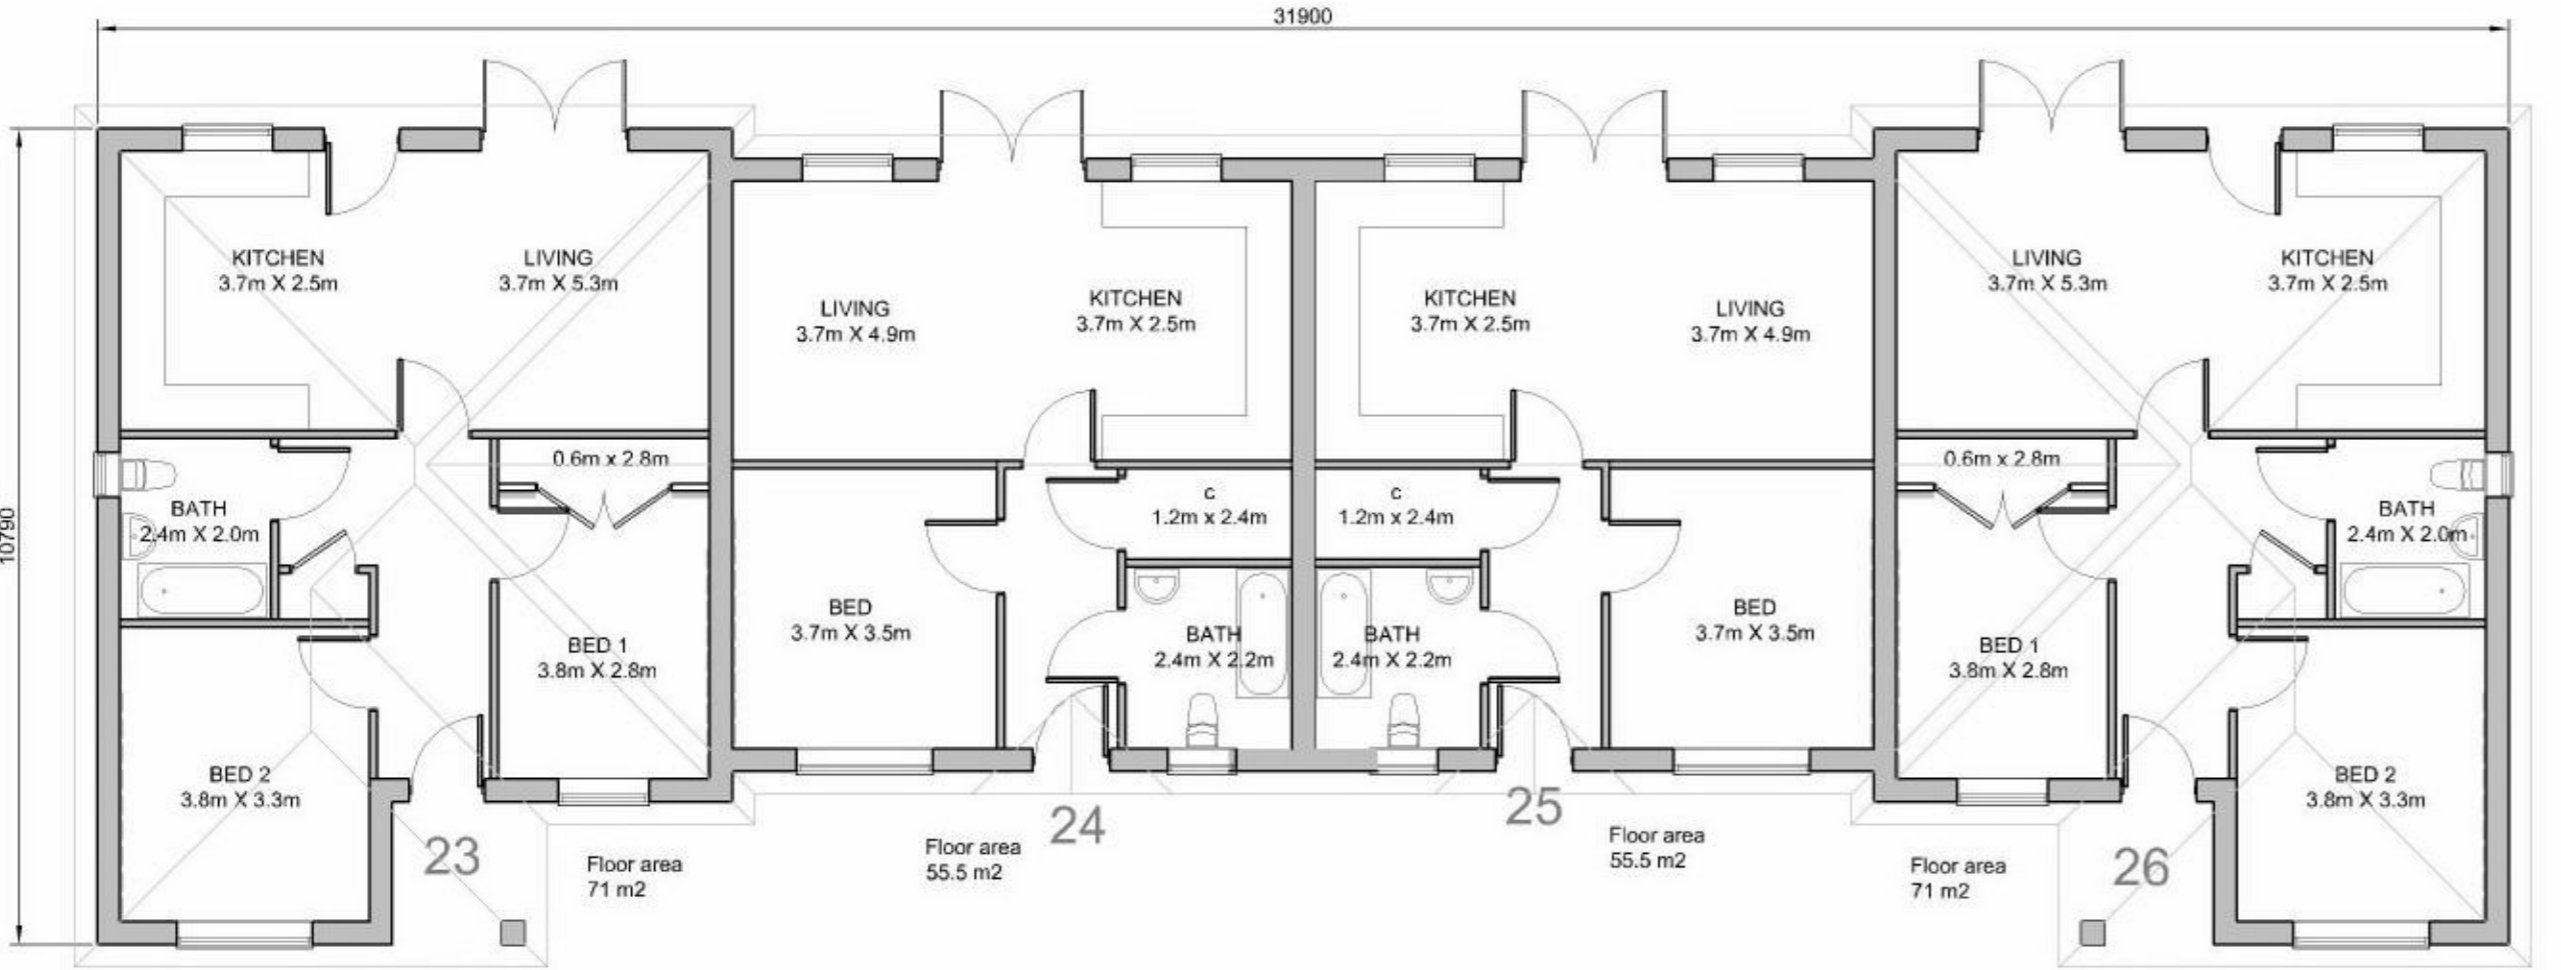 31900
10790
KITCHEN
3.7m X 2.5m
LIVING
3.7m X 5.3m
0.6m x 2.8m
BATH
2.4m X 2.0m
BED 1
3.8m X 2.8m
BED 2
3.8m X 3.3m
23
Floor area
71 m2
LIVING
3.7m X 4.9m
KITCHEN
3.7m X 2.5m
C
1.2m x 2.4m
BED
3.7m X 3.5m
BATH
2.4m X 2.2m
24
Floor area
55.5 m2
KITCHEN
3.7m X 2.5m
LIVING
3.7m X 4.9m
C
1.2m x 2.4m
BATH
2.4m X 2.2m
BED
3.7m X 3.5m
25
Floor area
55.5 m2
LIVING
3.7m X 5.3m
KITCHEN
3.7m X 2.5m
0.6m x 2.8m
BATH
2.4m X 2.0m
BED 1
3.8m X 2.8m
BED 2
3.8m X 3.3m
26
Floor area
71 m2